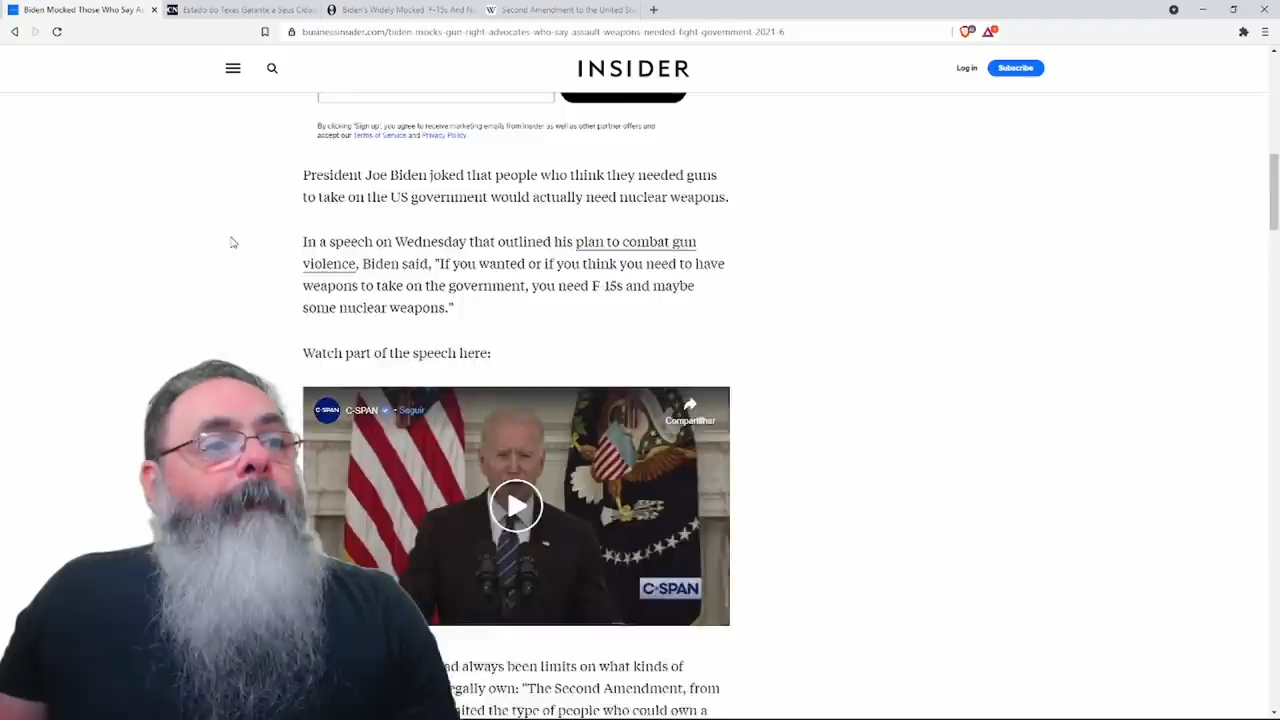 Biden Mocked Those Who Say As
Estado do Texas Garante a Seus Cidad
Biden's Widely Mocked 'F-15s And N
Second Amendment to the United Sta
businessinsider.com/biden-mocks-gun-right-advocates-who-say-assault-weapons-needed-fight-government-2021-6
INSIDER
Log in
Subscribe
By clicking 'Sign up', you agree to receive marketing emails from Insider as well as other partner offers and
accept our Terms of Service and Privacy Policy.
President Joe Biden joked that people who think they needed guns
to take on the US government would actually need nuclear weapons.
In a speech on Wednesday that outlined his plan to combat gun
violence, Biden said, "If you wanted or if you think you need to have
weapons to take on the government, you need F-15s and maybe
some nuclear weapons."
Watch part of the speech here:
C-SPAN
C-SPAN · Seguir
Compartilhar
C-SPAN
ad always been limits on what kinds of
egally own: "The Second Amendment, from
ited the type of people who could own a